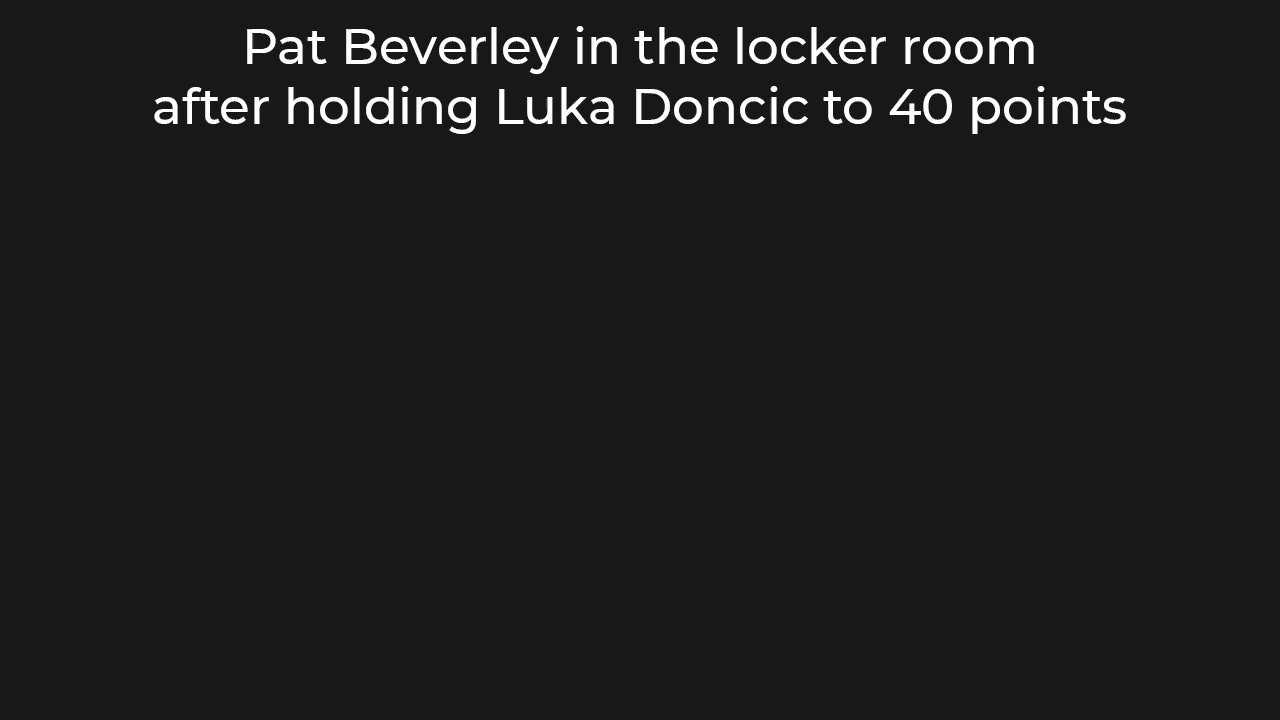 Pat Beverley in the locker room
after holding Luka Doncic to 40 points